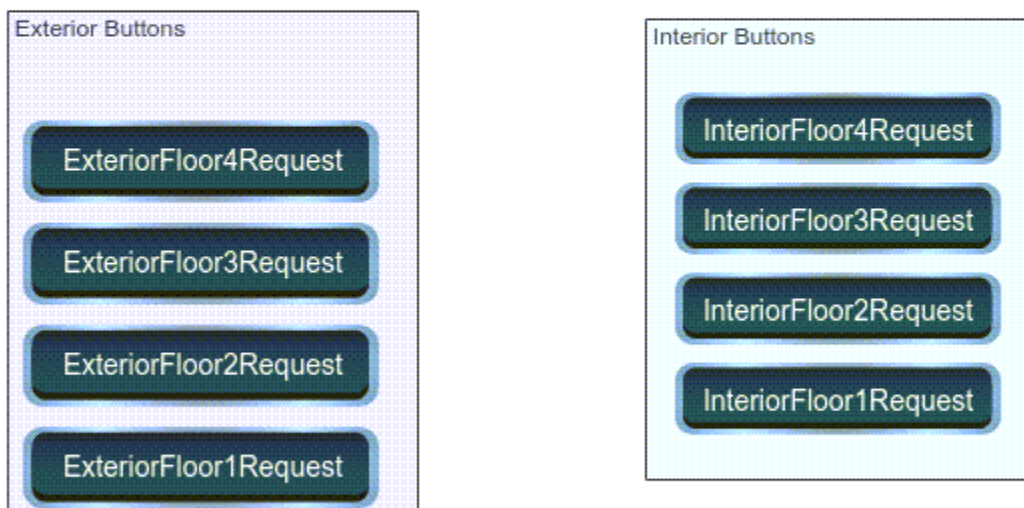 Exterior Buttons
ExteriorFloor4Request
ExteriorFloor3Request
ExteriorFloor2Request
ExteriorFloor1Request
Interior Buttons
InteriorFloor4Request
InteriorFloor3Request
InteriorFloor2Request
InteriorFloor1Request